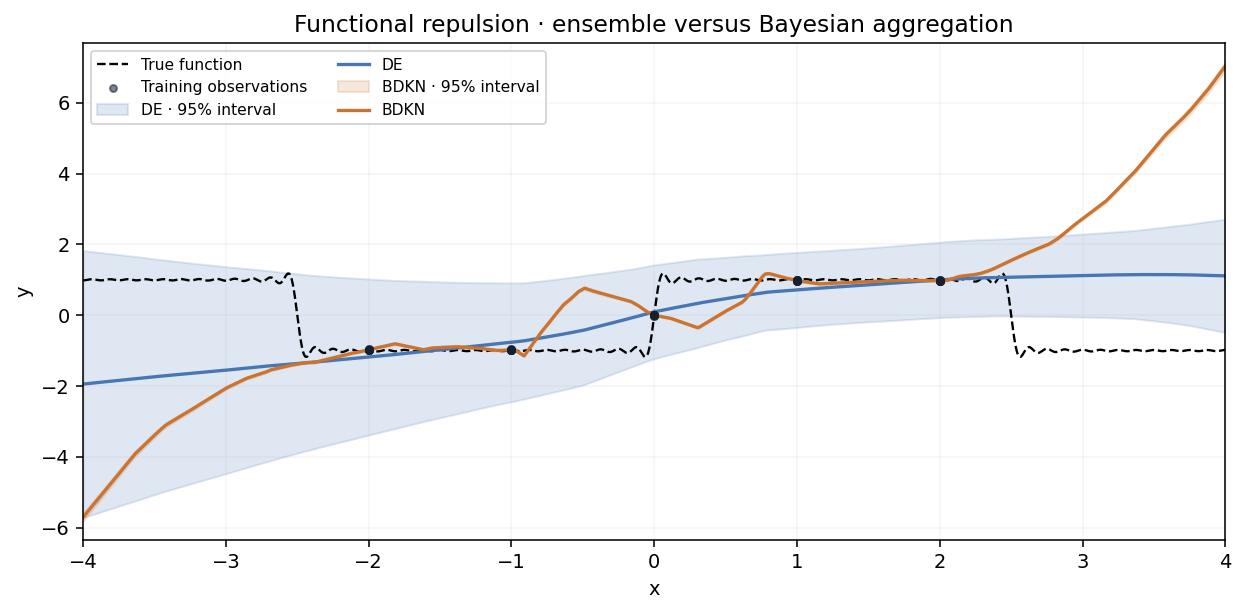 Functional repulsion · ensemble versus Bayesian aggregation
True function
Training observations
DE · 95% interval
DE
BDKN · 95% interval
BDKN
y
6
4
2
0
−2
−4
−6
−4 −3 −2 −1 0 1 2 3 4
x